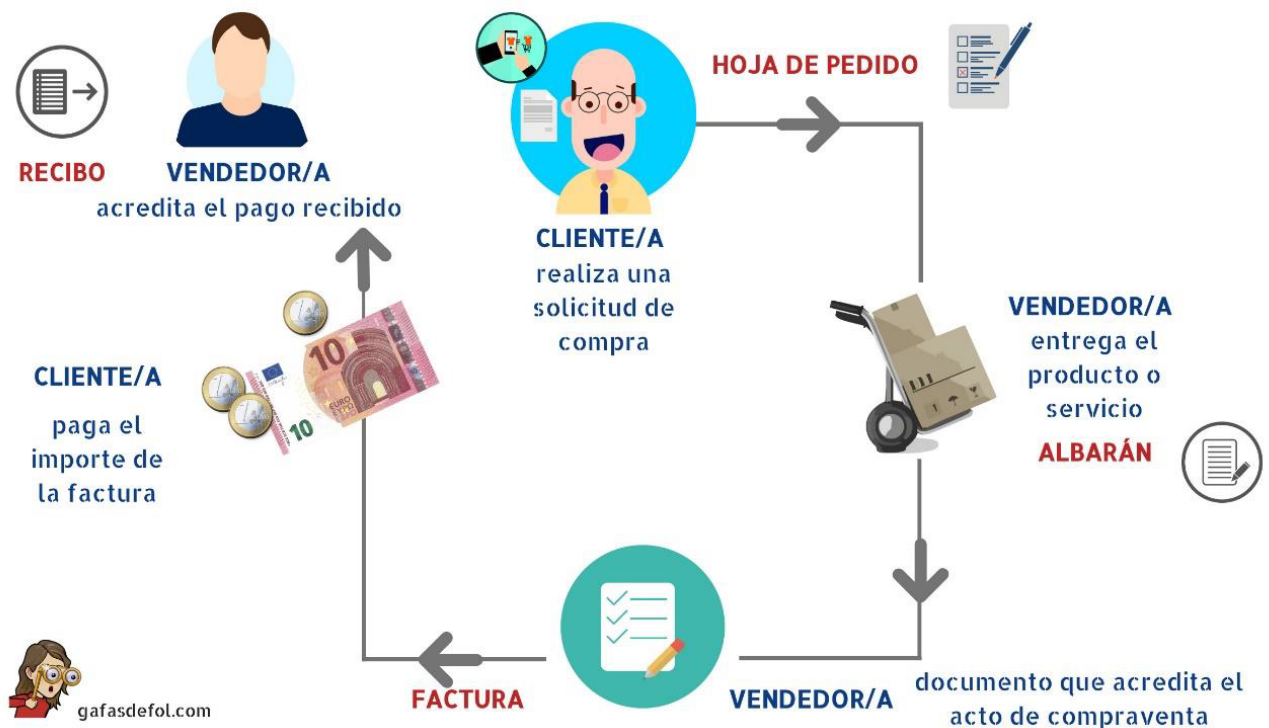 HOJA DE PEDIDO
RECIBO
VENDEDOR/A
acredita el pago recibido
CLIENTE/A
realiza una
solicitud de
compra
VENDEDOR/A
entrega el
producto o
servicio
ALBARÁN
CLIENTE/A
paga el
importe de
la factura
10
EURO
10
FACTURA
VENDEDOR/A
documento que acredita el
acto de compraventa
gafasdefol.com